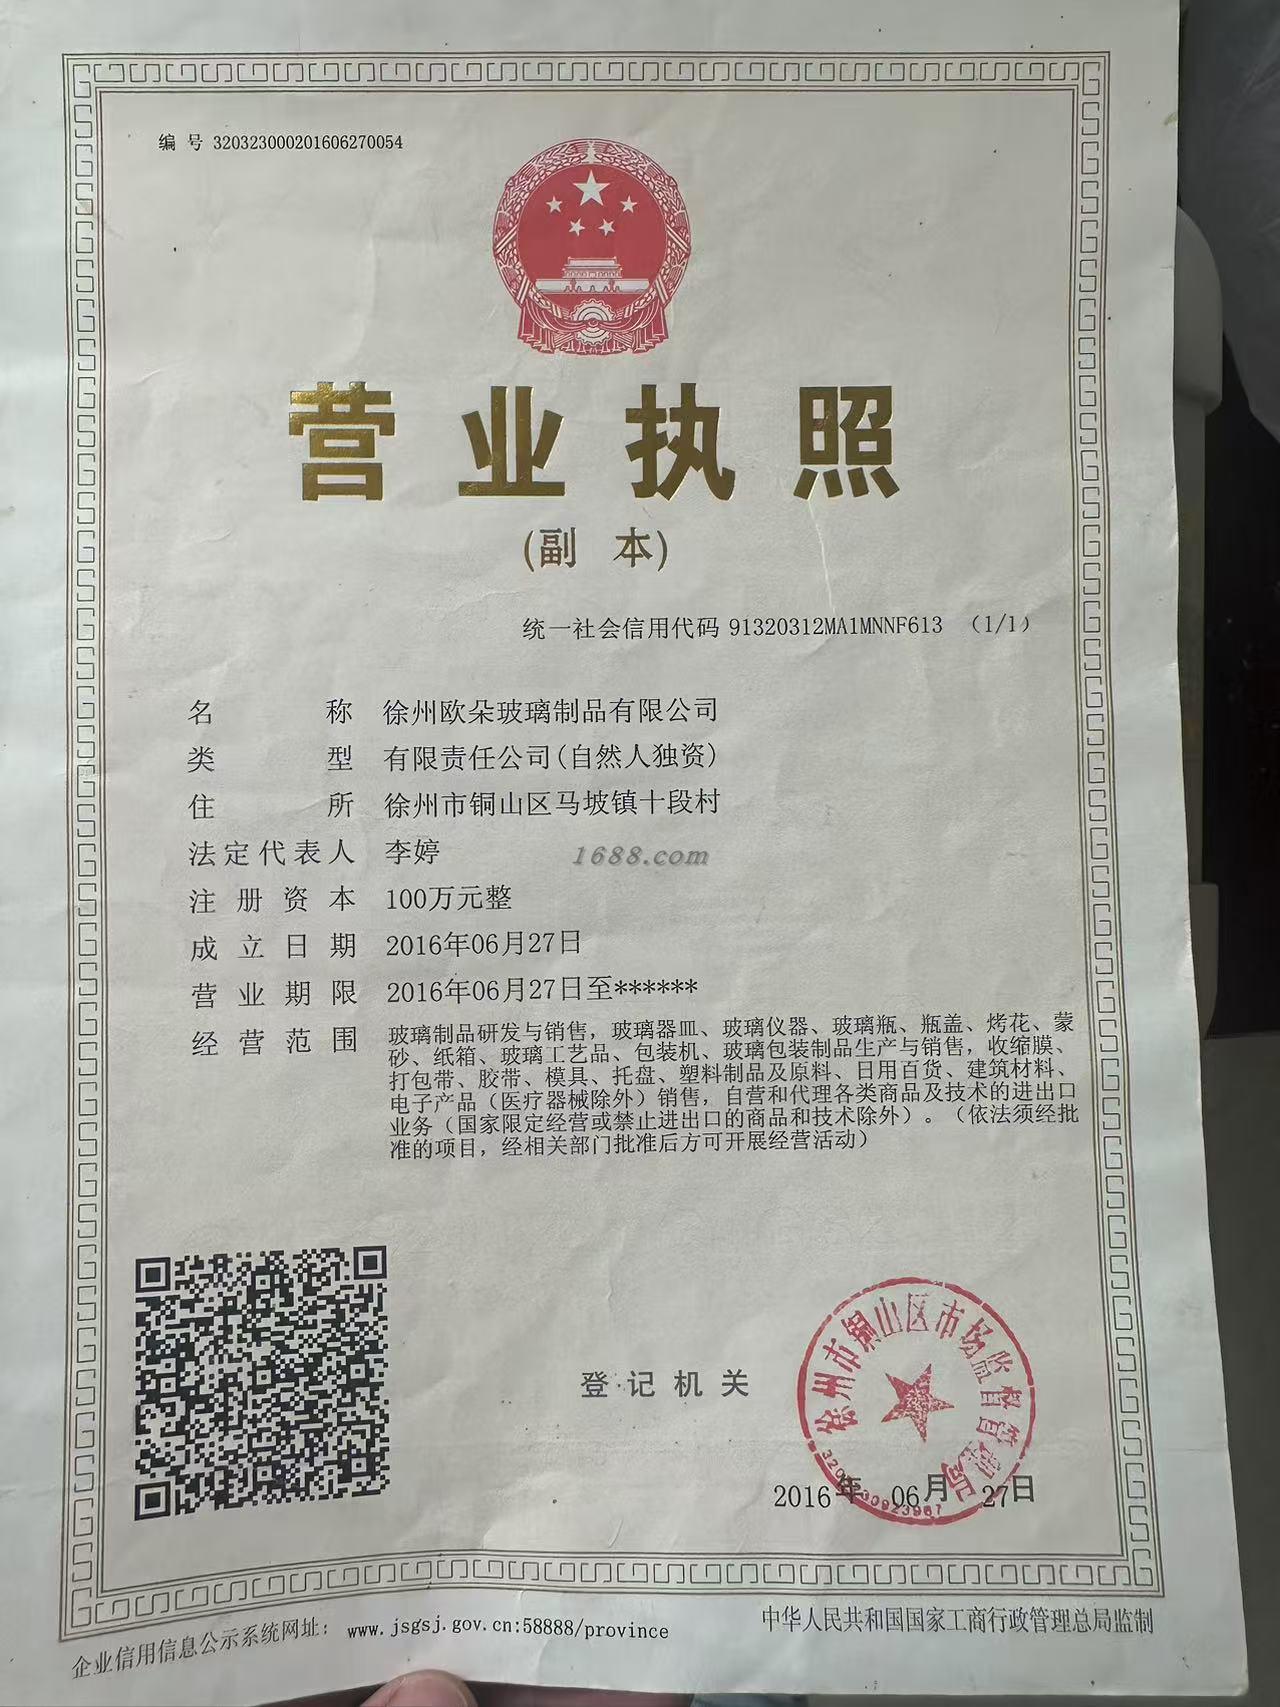 编 号 320323000201606270054
营业执照
(副 本)
统一社会信用代码 91320312MA1MNNF613 （1/1）
名 称 徐州欧朵玻璃制品有限公司
类 型 有限责任公司(自然人独资)
住 所 徐州市铜山区马坡镇十段村
法定代表人 李婷
1688.com
注 册 资 本 100万元整
成 立 日 期 2016年06月27日
营 业 期 限 2016年06月27日至******
经 营 范 围 玻璃制品研发与销售，玻璃器皿、玻璃仪器、玻璃瓶、瓶盖、烤花、蒙
砂、纸箱、玻璃工艺品、包装机、玻璃包装制品生产与销售，收缩膜、
打包带、胶带、模具、托盘、塑料制品及原料、日用百货、建筑材料、
电子产品（医疗器械除外）销售，自营和代理各类商品及技术的进出口
业务（国家限定经营或禁止进出口的商品和技术除外）。（依法须经批
准的项目，经相关部门批准后方可开展经营活动）
登 记 机 关
徐州市铜山区市场监督管理局
2016年 06月 27日
企业信用信息公示系统网址： www.jsgsj.gov.cn:58888/province
中华人民共和国国家工商行政管理总局监制